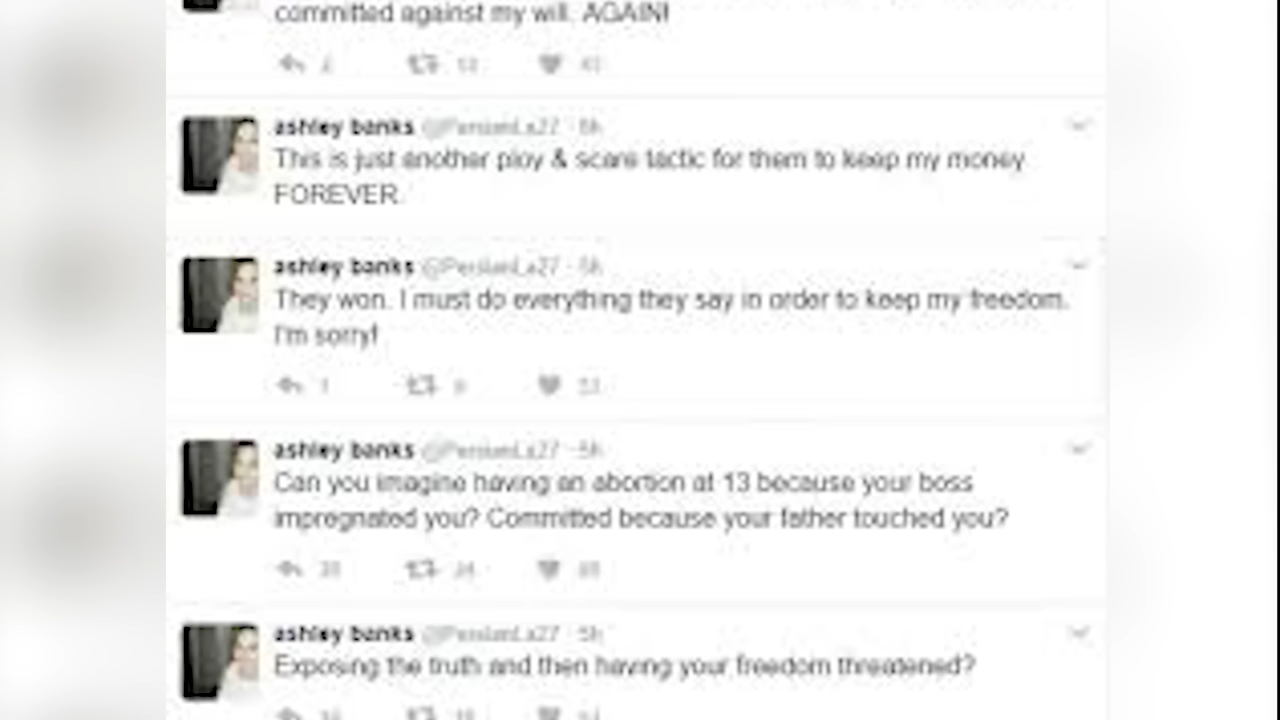 committed against my will. AGAIN!
ashley banks @PersianLa27 · 5h
This is just another ploy & scare tactic for them to keep my money
FOREVER.
ashley banks @PersianLa27 · 5h
They won. I must do everything they say in order to keep my freedom.
I'm sorry!
ashley banks @PersianLa27 · 5h
Can you imagine having an abortion at 13 because your boss
impregnated you? Committed because your father touched you?
ashley banks @PersianLa27 · 5h
Exposing the truth and then having your freedom threatened?